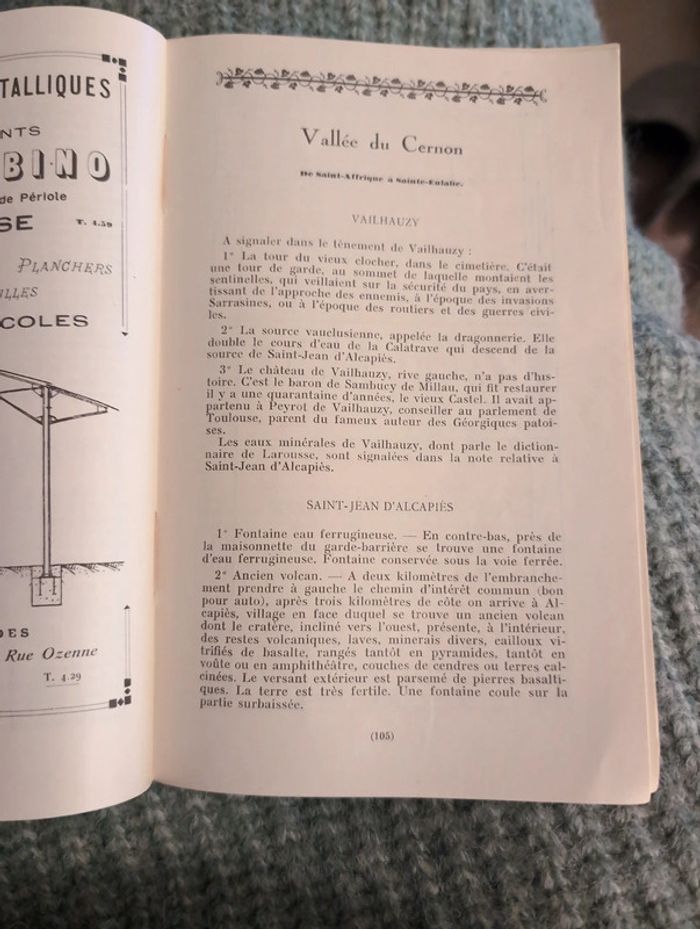 TALLIQUES
NTS
BINO
de Périole
SE T. 4.59
PLANCHERS
ILLES
COLES
DES
Rue Ozenne
T. 4.29
Vallée du Cernon
De Saint-Affrique à Sainte-Eulalie.
VAILHAUZY
A signaler dans le tènement de Vailhauzy :
1° La tour du vieux clocher, dans le cimetière. C'était
une tour de garde, au sommet de laquelle montaient les
sentinelles, qui veillaient sur la sécurité du pays, en aver-
tissant de l'approche des ennemis, à l'époque des invasions
Sarrasines, ou à l'époque des routiers et des guerres civi-
les.
2° La source vauclusienne, appelée la dragonnerie. Elle
double le cours d'eau de la Calatrave qui descend de la
source de Saint-Jean d'Alcapiès.
3° Le château de Vailhauzy, rive gauche, n'a pas d'his-
toire. C'est le baron de Sambucy de Millau, qui fit restaurer
il y a une quarantaine d'années, le vieux Castel. Il avait ap-
partenu à Peyrot de Vailhauzy, conseiller au parlement de
Toulouse, parent du fameux auteur des Géorgiques patoi-
ses.
Les eaux minérales de Vailhauzy, dont parle le diction-
naire de Larousse, sont signalées dans la note relative à
Saint-Jean d'Alcapiès.
SAINT-JEAN D'ALCAPIÈS
1° Fontaine eau ferrugineuse. — En contre-bas, près de
la maisonnette du garde-barrière se trouve une fontaine
d'eau ferrugineuse. Fontaine conservée sous la voie ferrée.
2° Ancien volcan. — A deux kilomètres de l'embranche-
ment prendre à gauche le chemin d'intérêt commun (bon
pour auto), après trois kilomètres de côte on arrive à Al-
capiès, village en face duquel se trouve un ancien volcan
dont le cratère, incliné vers l'ouest, présente, à l'intérieur,
des restes volcaniques, laves, minerais divers, cailloux vi-
trifiés de basalte, rangés tantôt en pyramides, tantôt en
voûte ou en amphithéâtre, couches de cendres ou terres cal-
cinées. Le versant extérieur est parsemé de pierres basalti-
ques. La terre est très fertile. Une fontaine coule sur la
partie surbaissée.
(105)